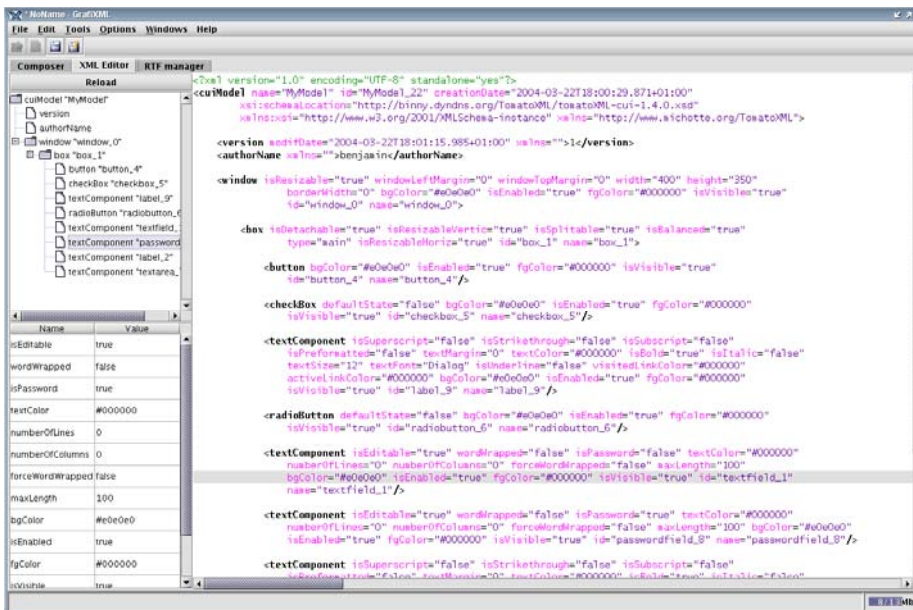 *NoName - GrafiXML
File Edit Tools Options Windows Help
Composer XML Editor RTF manager
Reload
cuiModel "MyModel"
version
authorName
window "window_0"
box "box_1"
button "button_4"
checkBox "checkbox_5"
textComponent "label_9"
radioButton "radiobutton_6
textComponent "textfield_
textComponent "password
textComponent "label_2"
textComponent "textarea_
Name Value
isEditable true
wordWrapped false
isPassword true
textColor #000000
numberOfLines 0
numberOfColumns 0
forceWordWrapped false
maxLength 100
bgColor #e0e0e0
isEnabled true
fgColor #000000
isVisible true
<?xml version="1.0" encoding="UTF-8" standalone="yes"?>
<cuiModel name="MyModel" id="MyModel_22" creationDate="2004-03-22T18:00:29.871+01:00"
xsi:schemaLocation="http://binny.dyndns.org/TomatoXML/tomatoXML-cui-1.4.0.xsd"
xmlns:xsi="http://www.w3.org/2001/XMLSchema-instance" xmlns="http://www.michotte.org/TomatoXML">
<version modifDate="2004-03-22T18:01:15.985+01:00" xmlns="">1</version>
<authorName xmlns="">benjamin</authorName>
<window isResizable="true" windowLeftMargin="0" windowTopMargin="0" width="400" height="350"
borderWidth="0" bgColor="#e0e0e0" isEnabled="true" fgColor="#000000" isVisible="true"
id="window_0" name="window_0">
<box isDetachable="true" isResizableVertic="true" isSplitable="true" isBalanced="true"
type="main" isResizableHoriz="true" id="box_1" name="box_1">
<button bgColor="#e0e0e0" isEnabled="true" fgColor="#000000" isVisible="true"
id="button_4" name="button_4"/>
<checkBox defaultState="false" bgColor="#e0e0e0" isEnabled="true" fgColor="#000000"
isVisible="true" id="checkbox_5" name="checkbox_5"/>
<textComponent isSuperscript="false" isStrikethrough="false" isSubscript="false"
isPreformatted="false" textMargin="0" textColor="#000000" isBold="true" isItalic="false"
textSize="12" textFont="Dialog" isUnderline="false" visitedLinkColor="#000000"
activeLinkColor="#000000" bgColor="#e0e0e0" isEnabled="true" fgColor="#000000"
isVisible="true" id="label_9" name="label_9"/>
<radioButton defaultState="false" bgColor="#e0e0e0" isEnabled="true" fgColor="#000000"
isVisible="true" id="radiobutton_6" name="radiobutton_6"/>
<textComponent isEditable="true" wordWrapped="false" isPassword="true" textColor="#000000"
numberOfLines="0" numberOfColumns="0" forceWordWrapped="false" maxLength="100"
bgColor="#e0e0e0" isEnabled="true" fgColor="#000000" isVisible="true" id="textfield_1"
name="textfield_1"/>
<textComponent isEditable="true" wordWrapped="false" isPassword="true" textColor="#000000"
numberOfLines="0" numberOfColumns="0" forceWordWrapped="false" maxLength="100" bgColor="#e0e0e0"
isEnabled="true" fgColor="#000000" isVisible="true" id="passwordfield_8" name="passwordfield_8"/>
<textComponent isSuperscript="false" isStrikethrough="false" isSubscript="false"
isPreformatted="false" textMargin="0" textColor="#000000" isBold="true" isItalic="false"